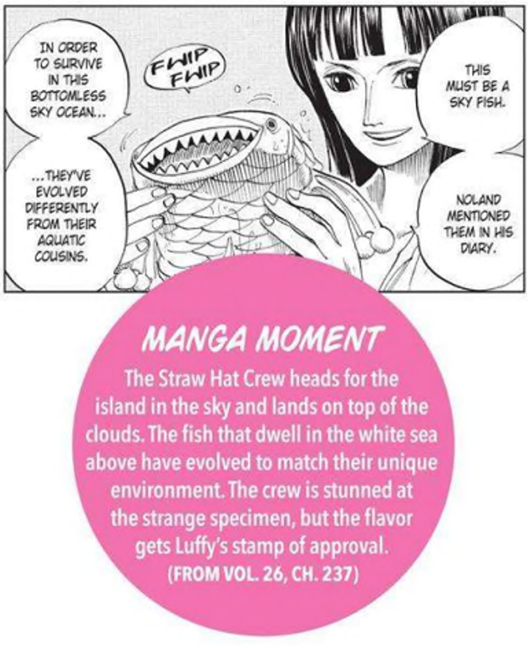 THIS
MUST BE A
SKY FISH.
NOLAND
MENTIONED
THEM IN HIS
DIARY.
FWIP
FWIP
IN ORDER
TO SURVIVE
IN THIS
BOTTOMLESS
SKY OCEAN...
...THEY'VE
EVOLVED
DIFFERENTLY
FROM THEIR
AQUATIC
COUSINS.
MANGA MOMENT
The Straw Hat Crew heads for the
island in the sky and lands on top of the
clouds. The fish that dwell in the white sea
above have evolved to match their unique
environment. The crew is stunned at
the strange specimen, but the flavor
gets Luffy's stamp of approval.
(FROM VOL. 26, CH. 237)